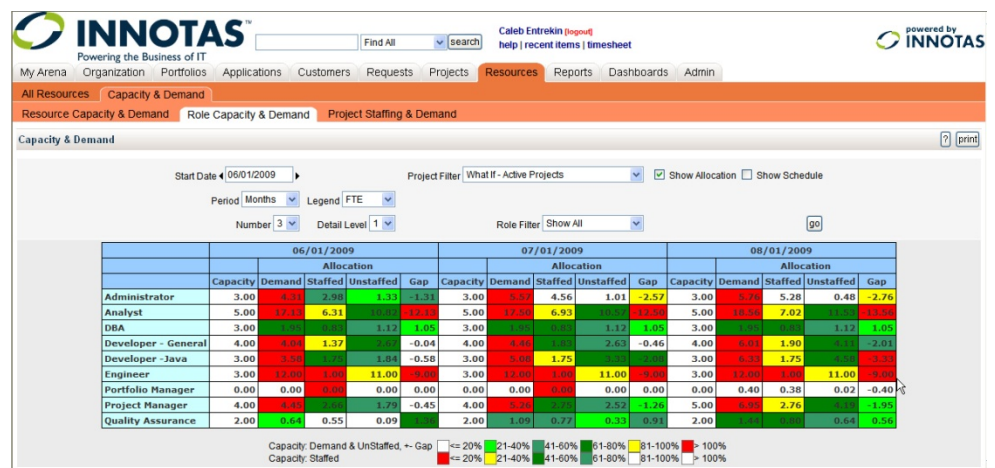 INNOTAS™
Powering the Business of IT
Find All
search
Caleb Entrekin [logout]
help | recent items | timesheet
powered by
INNOTAS
My Arena Organization Portfolios Applications Customers Requests Projects Resources Reports Dashboards Admin
All Resources Capacity & Demand
Resource Capacity & Demand Role Capacity & Demand Project Staffing & Demand
Capacity & Demand ? print
Start Date 06/01/2009 Project Filter What If - Active Projects Show Allocation Show Schedule
Period Months Legend FTE
Number 3 Detail Level 1 Role Filter Show All go
06/01/2009 07/01/2009 08/01/2009
Allocation Allocation Allocation
Capacity Demand Staffed Unstaffed Gap Capacity Demand Staffed Unstaffed Gap Capacity Demand Staffed Unstaffed Gap
Administrator 3.00 4.31 2.98 1.33 -1.31 3.00 5.57 4.56 1.01 -2.57 3.00 5.76 5.28 0.48 -2.76
Analyst 5.00 17.13 6.31 10.82 -12.13 5.00 17.50 6.93 10.57 -12.50 5.00 18.56 7.02 11.53 -13.56
DBA 3.00 1.95 0.83 1.12 1.05 3.00 1.95 0.83 1.12 1.05 3.00 1.95 0.83 1.12 1.05
Developer - General 4.00 4.04 1.37 2.67 -0.04 4.00 4.46 1.83 2.63 -0.46 4.00 6.01 1.90 4.11 -2.01
Developer -Java 3.00 3.58 1.75 1.84 -0.58 3.00 5.08 1.75 3.33 -2.08 3.00 6.33 1.75 4.58 -3.33
Engineer 3.00 12.00 1.00 11.00 -9.00 3.00 12.00 1.00 11.00 -9.00 3.00 12.00 1.00 11.00 -9.00
Portfolio Manager 0.00 0.00 0.00 0.00 0.00 0.00 0.00 0.00 0.00 0.00 0.00 0.40 0.38 0.02 -0.40
Project Manager 4.00 4.45 2.66 1.79 -0.45 4.00 5.26 2.75 2.52 -1.26 5.00 6.95 2.76 4.19 -1.95
Quality Assurance 2.00 0.64 0.55 0.09 1.36 2.00 1.09 0.77 0.33 0.91 2.00 1.44 0.80 0.64 0.56
Capacity: Demand & UnStaffed, +- Gap <= 20% 21-40% 41-60% 61-80% 81-100% > 100%
Capacity: Staffed <= 20% 21-40% 41-60% 61-80% 81-100% > 100%